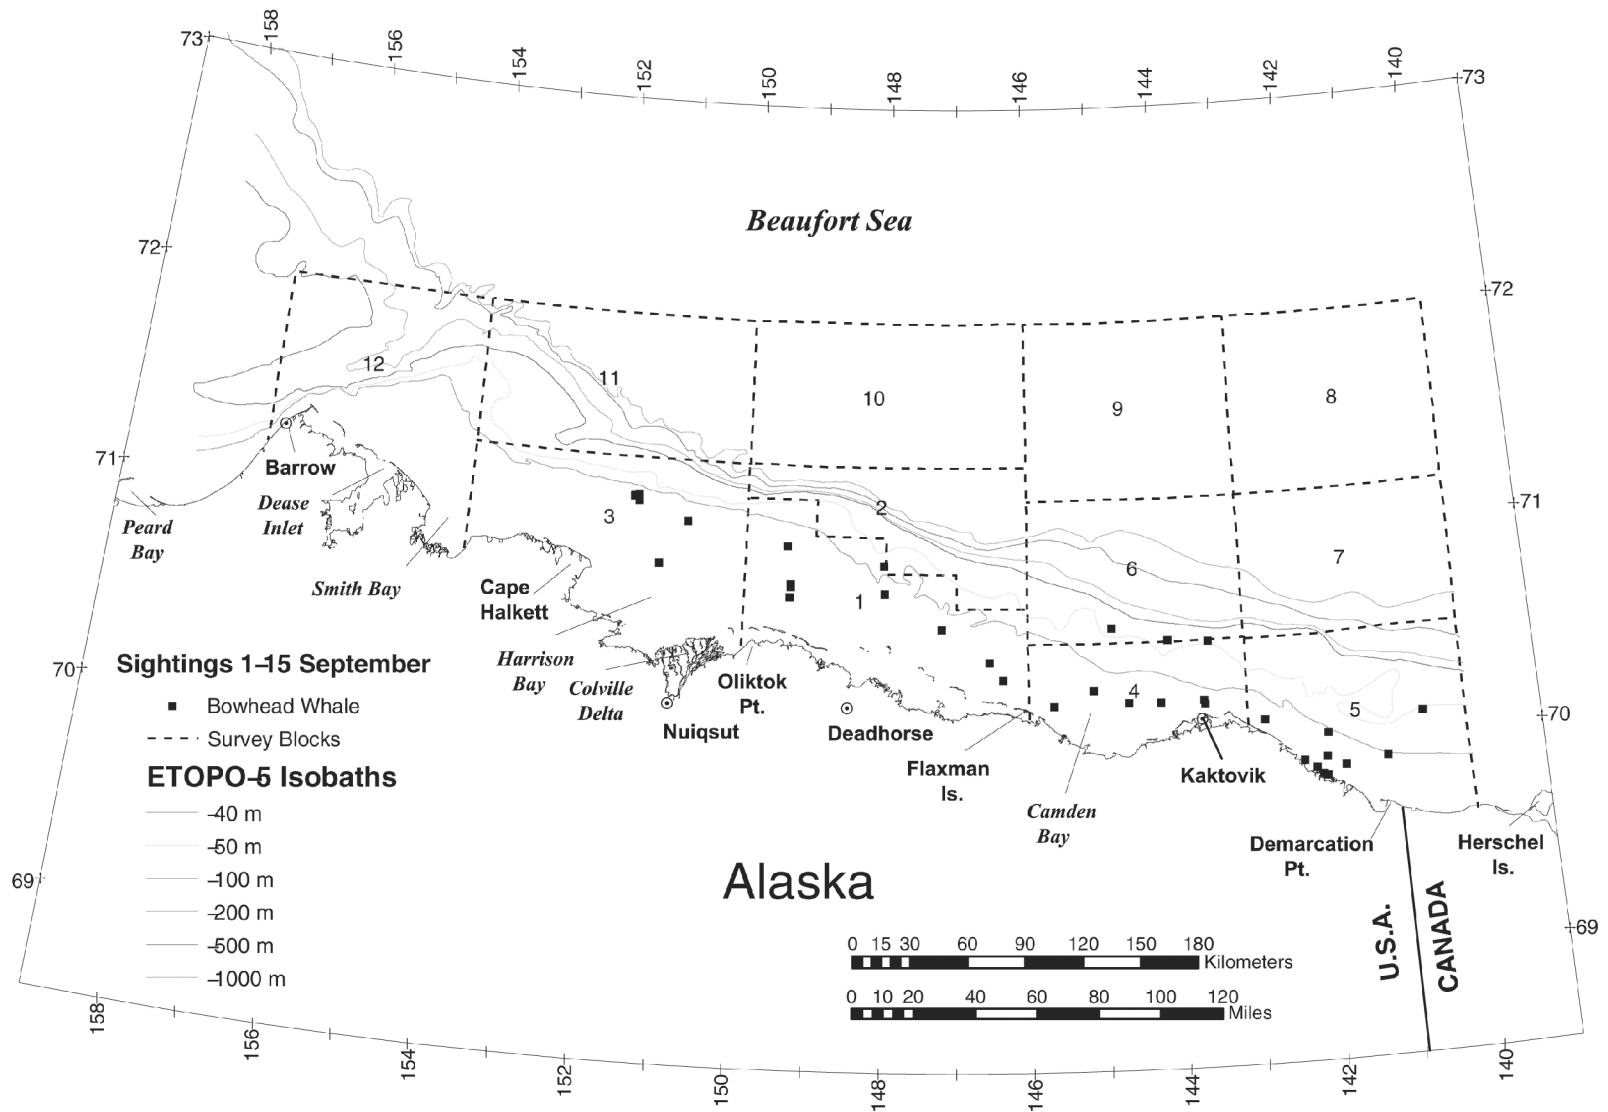 158
156
154
152
150
148
146
144
142
140
73
73
Beaufort Sea
72
72
12
11
10
9
8
71
71
Barrow
Dease
Inlet
Peard
Bay
Smith Bay
3
2
1
6
7
4
5
Cape
Halkett
Harrison
Bay
Colville
Delta
Nuiqsut
Oliktok
Pt.
Deadhorse
Flaxman
Is.
Camden
Bay
Kaktovik
Demarcation
Pt.
Herschel
Is.
70
70
Sightings 1–15 September
Bowhead Whale
Survey Blocks
ETOPO–5 Isobaths
–40 m
–50 m
–100 m
–200 m
–500 m
–1000 m
Alaska
U.S.A.
CANADA
69
69
0 15 30 60 90 120 150 180
Kilometers
0 10 20 40 60 80 100 120
Miles
158
156
154
152
150
148
146
144
142
140